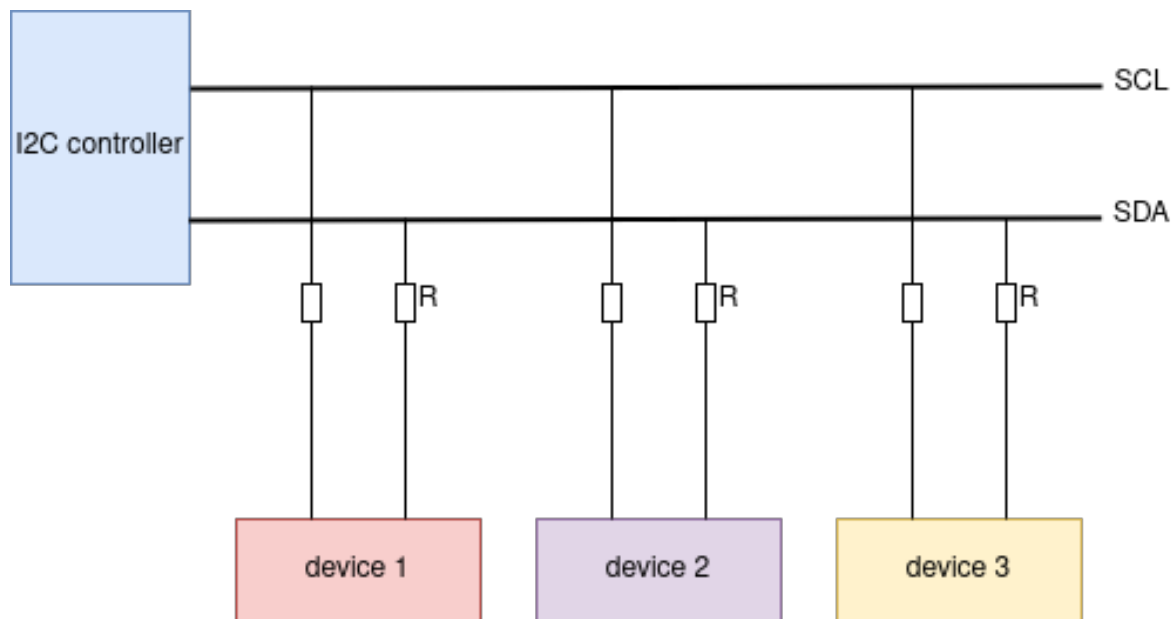 SCL
I2C controller
SDA
R
R
R
device 1
device 2
device 3